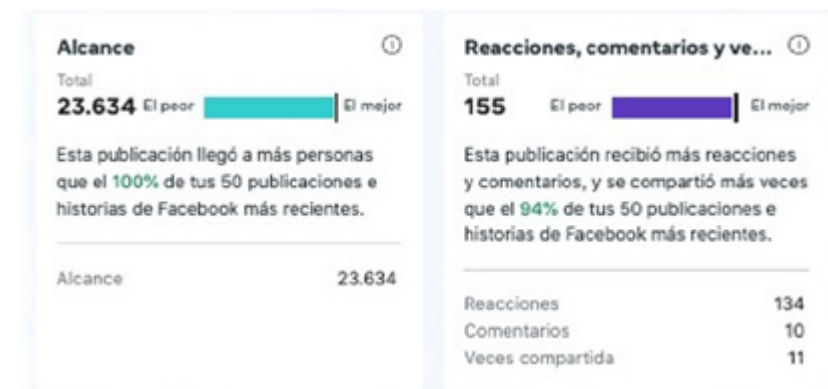 Alcance
Total
23.634 El peor El mejor
Esta publicación llegó a más personas
que el 100% de tus 50 publicaciones e
historias de Facebook más recientes.
Alcance 23.634
Reacciones, comentarios y ve...
Total
155 El peor El mejor
Esta publicación recibió más reacciones
y comentarios, y se compartió más veces
que el 94% de tus 50 publicaciones e
historias de Facebook más recientes.
Reacciones 134
Comentarios 10
Veces compartida 11